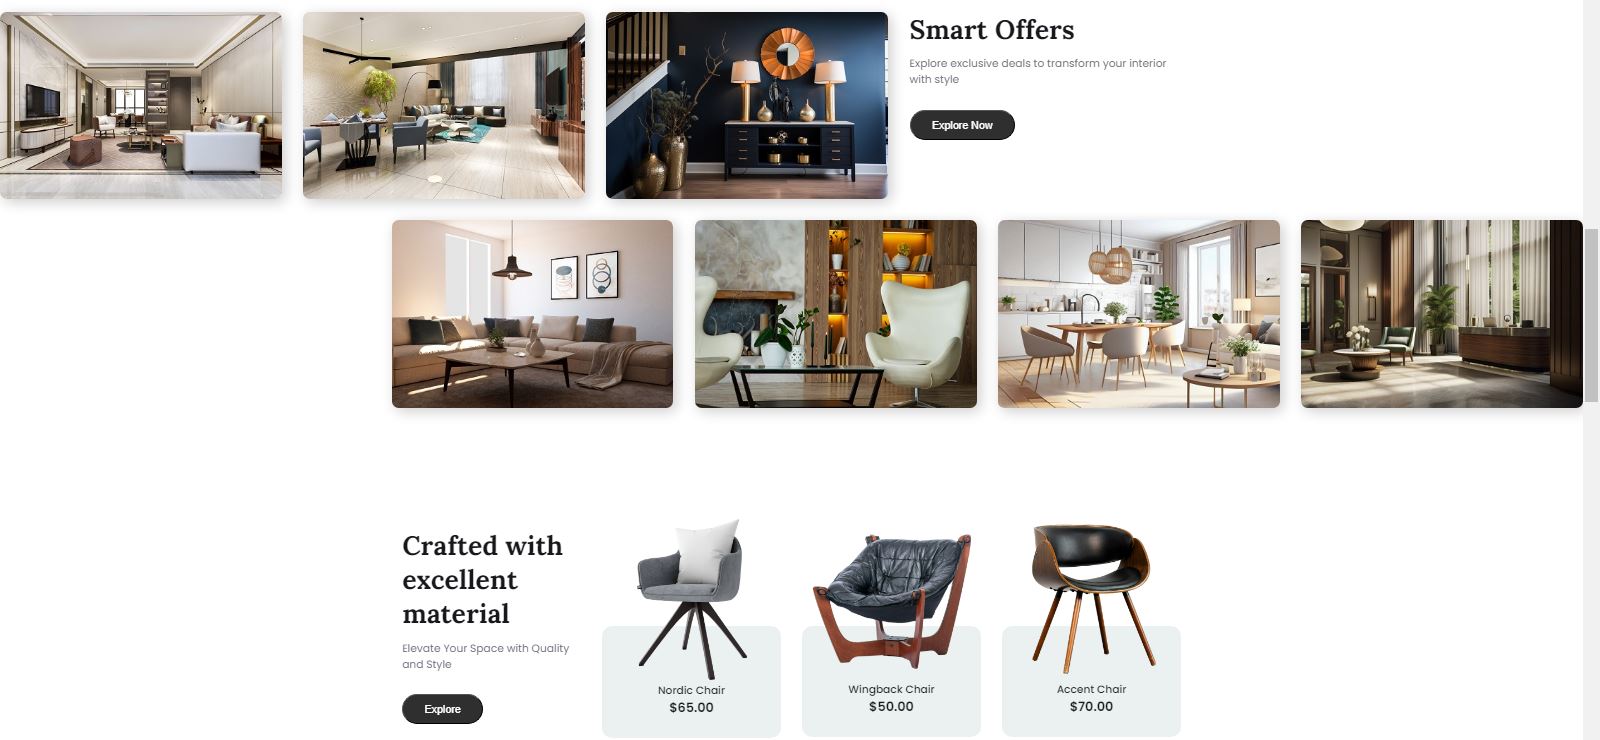 Smart Offers
Explore exclusive deals to transform your interior
with style
Explore Now
Crafted with
excellent
material
Elevate Your Space with Quality
and Style
Explore
Nordic Chair
$65.00
Wingback Chair
$50.00
Accent Chair
$70.00